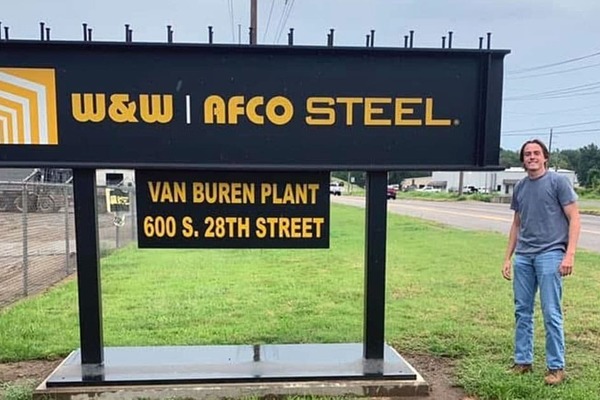 W&W | AFCO STEEL.
VAN BUREN PLANT
600 S. 28TH STREET